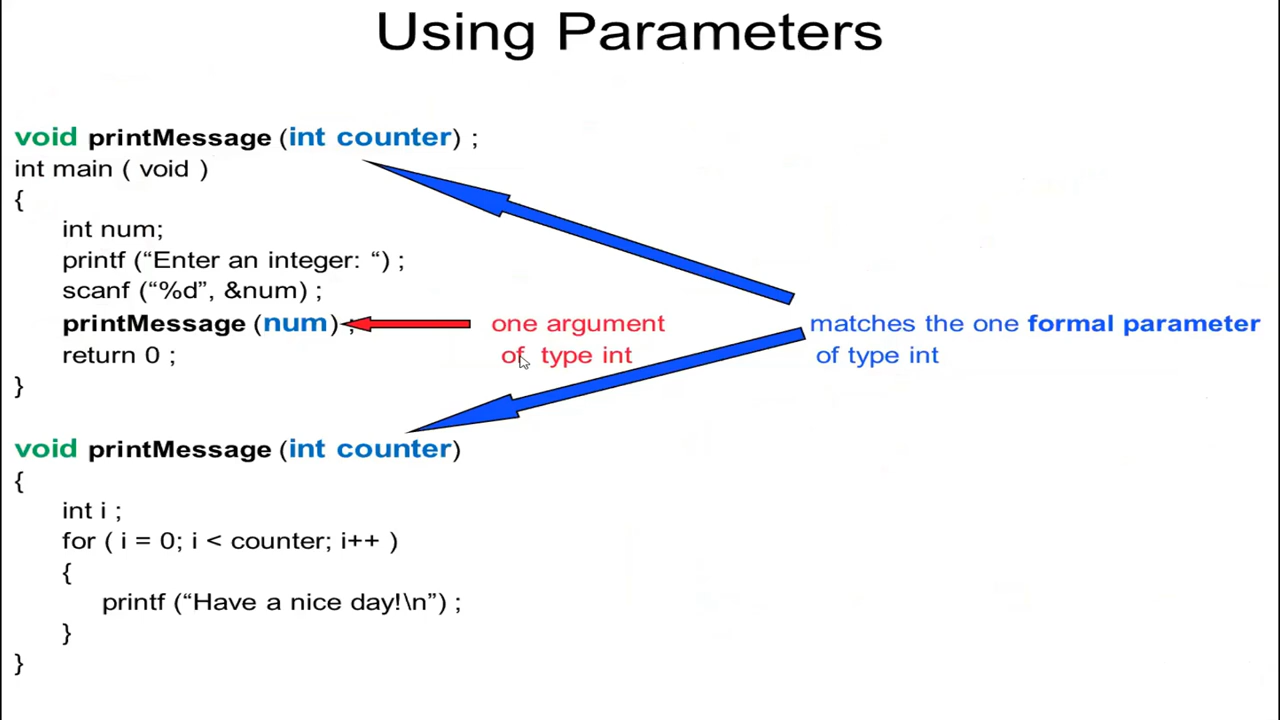 Using Parameters
void printMessage (int counter) ;
int main ( void )
{
int num;
printf (“Enter an integer: “) ;
scanf (“%d”, &num) ;
printMessage (num) ;
one argument
matches the one formal parameter
return 0 ;
of type int
of type int
}
void printMessage (int counter)
{
int i ;
for ( i = 0; i < counter; i++ )
{
printf (“Have a nice day!\n”) ;
}
}